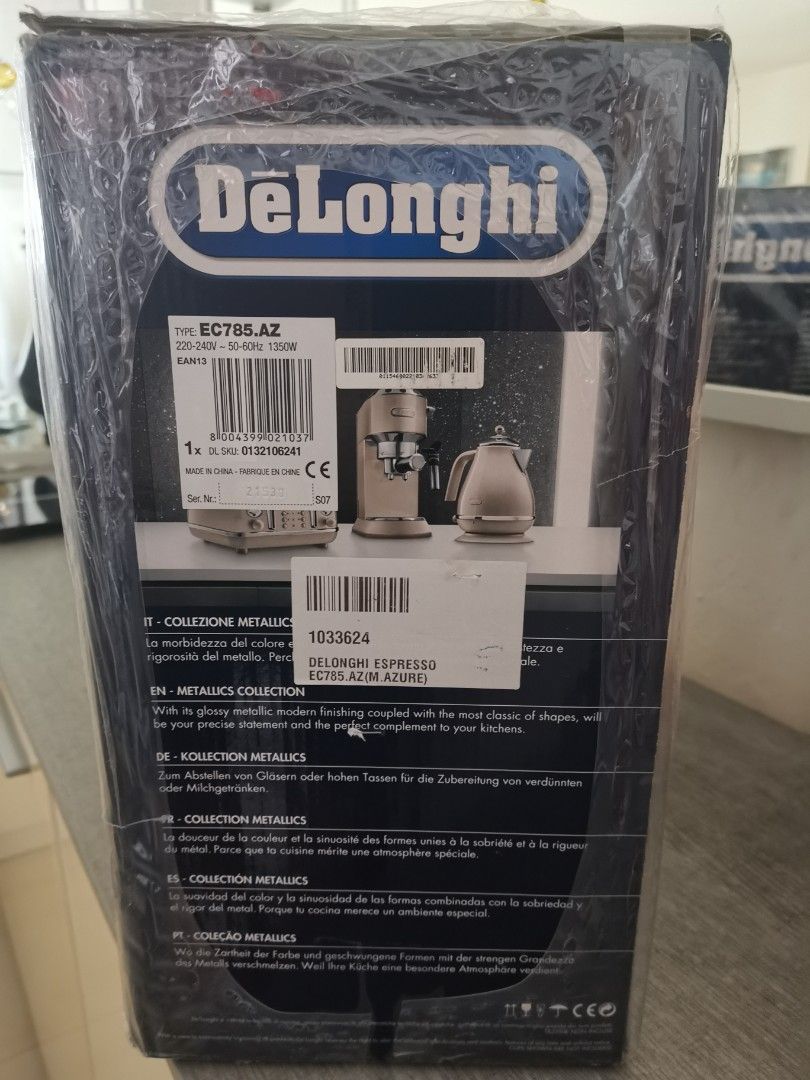 DeLonghi
TYPE: EC785.AZ
220-240V ~ 50-60Hz 1350W
EAN13
8 004399 021037
1x DL SKU: 0132106241
MADE IN CHINA - FABRIQUE EN CHINE CE
Ser. Nr.: 21539 S07
1033624
DELONGHI ESPRESSO
EC785.AZ(M.AZURE)
IT - COLLEZIONE METALLICS
La morbidezza del colore e
rigorosità del metallo.
EN - METALLICS COLLECTION
With its glossy metallic modern finishing coupled with the most classic of shapes, will
be your precise statement and the perfect complement to your kitchens.
DE - KOLLECTION METALLICS
Zum Abstellen von Gläsern oder hohen Tassen für die Zubereitung von verdünnten
oder Milchgetränken.
FR - COLLECTION METALLICS
La douceur de la couleur et la sinuosité des formes unies à la sobriété et à la rigueur
du métal. Parce que ta cuisine mérite une atmosphère spéciale.
ES - COLLECTIÓN METALLICS
La suavidad del color y la sinuosidad de las formas combinadas con la sobriedad y
el rigor del metal. Porque tu cocina merece un ambiente especial.
PT - COLEÇÃO METALLICS
Wo die Zartheit der Farbe und geschwungene Formen mit der strengen Grandezza
des Metalls verschmelzen. Weil Ihre Küche eine besondere Atmosphäre verdient.
CE